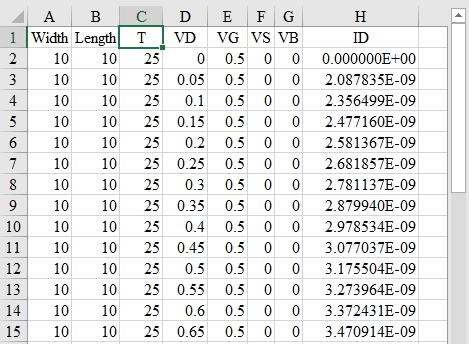 A B C D E F G H
1 Width Length T VD VG VS VB ID
2 10 10 25 0 0.5 0 0 0.000000E+00
3 10 10 25 0.05 0.5 0 0 2.087835E-09
4 10 10 25 0.1 0.5 0 0 2.356499E-09
5 10 10 25 0.15 0.5 0 0 2.477160E-09
6 10 10 25 0.2 0.5 0 0 2.581367E-09
7 10 10 25 0.25 0.5 0 0 2.681857E-09
8 10 10 25 0.3 0.5 0 0 2.781137E-09
9 10 10 25 0.35 0.5 0 0 2.879940E-09
10 10 10 25 0.4 0.5 0 0 2.978534E-09
11 10 10 25 0.45 0.5 0 0 3.077037E-09
12 10 10 25 0.5 0.5 0 0 3.175504E-09
13 10 10 25 0.55 0.5 0 0 3.273964E-09
14 10 10 25 0.6 0.5 0 0 3.372431E-09
15 10 10 25 0.65 0.5 0 0 3.470914E-09